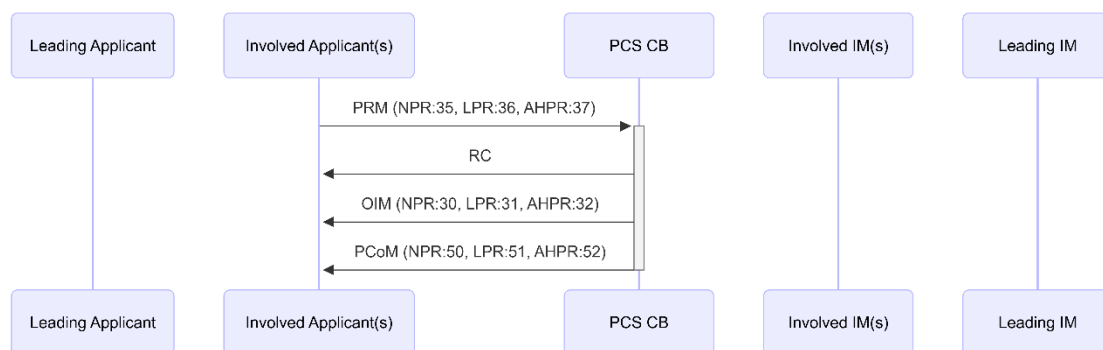 Leading Applicant
Involved Applicant(s)
PCS CB
Involved IM(s)
Leading IM
PRM (NPR:35, LPR:36, AHPR:37)
RC
OIM (NPR:30, LPR:31, AHPR:32)
PCoM (NPR:50, LPR:51, AHPR:52)
Leading Applicant
Involved Applicant(s)
PCS CB
Involved IM(s)
Leading IM